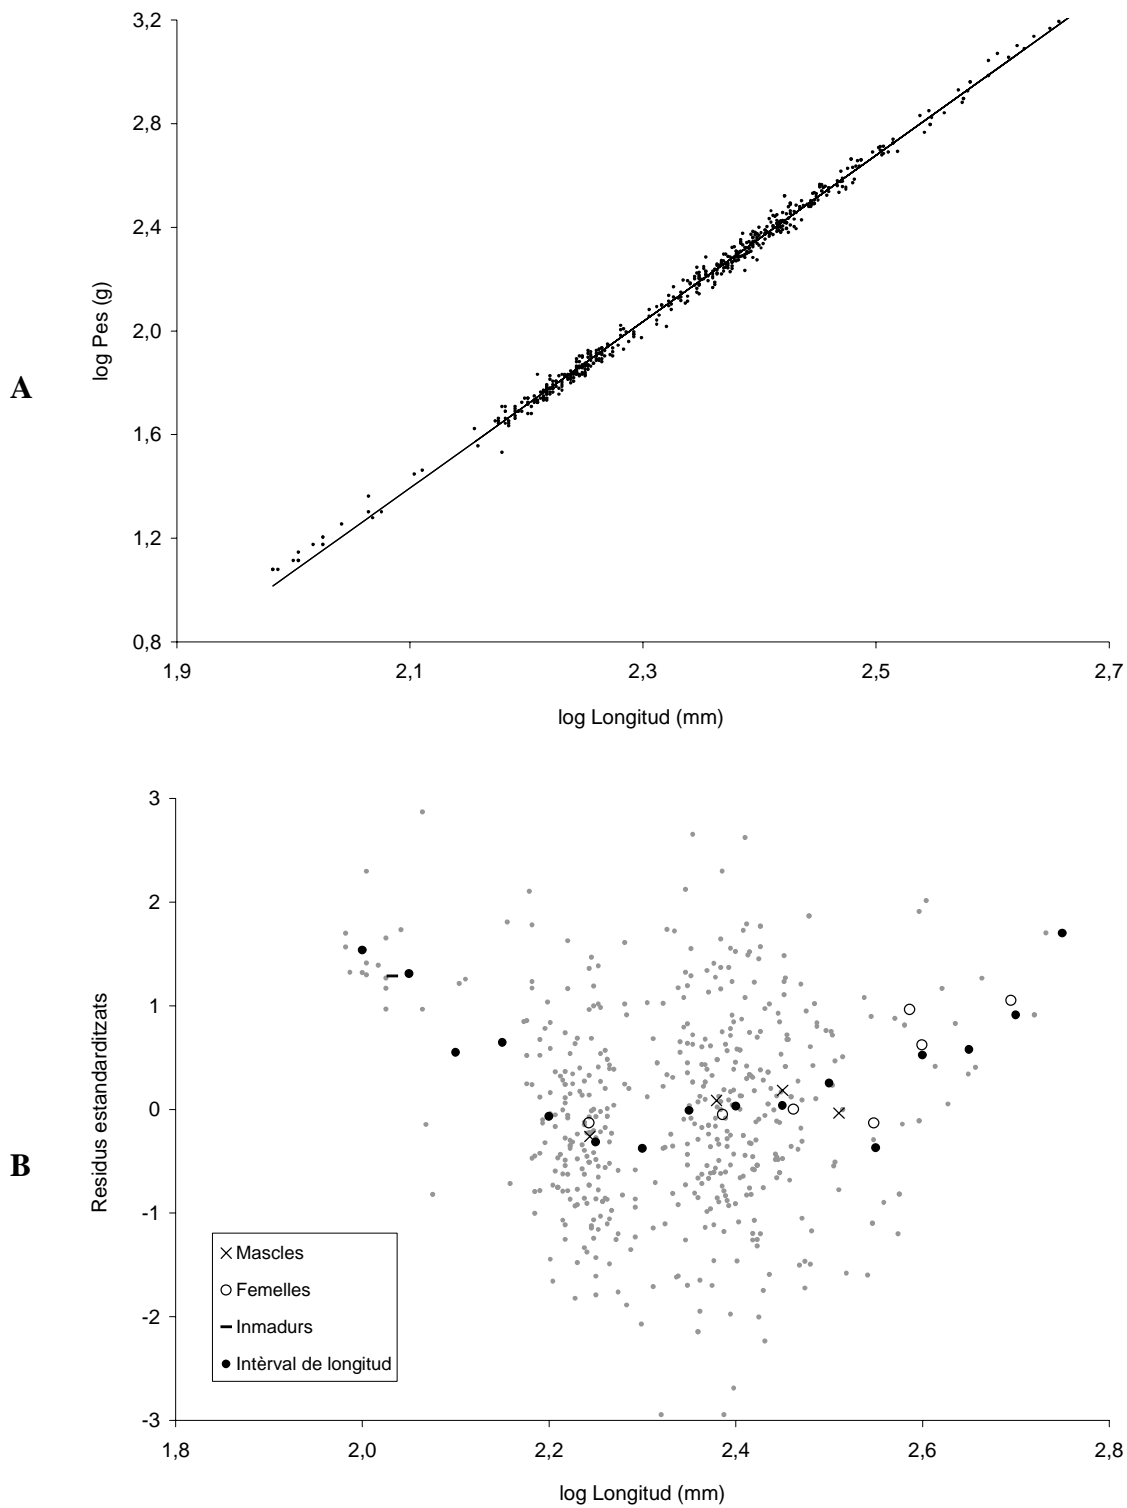 3,2
2,8
2,4
2,0
1,6
1,2
0,8
log Pes (g)
A
1,9 2,1 2,3 2,5 2,7
log Longitud (mm)
3
2
1
0
-1
-2
-3
Residus estandarditzats
B
Mascles
Femelles
Inmadurs
Intèrval de longitud
1,8 2,0 2,2 2,4 2,6 2,8
log Longitud (mm)